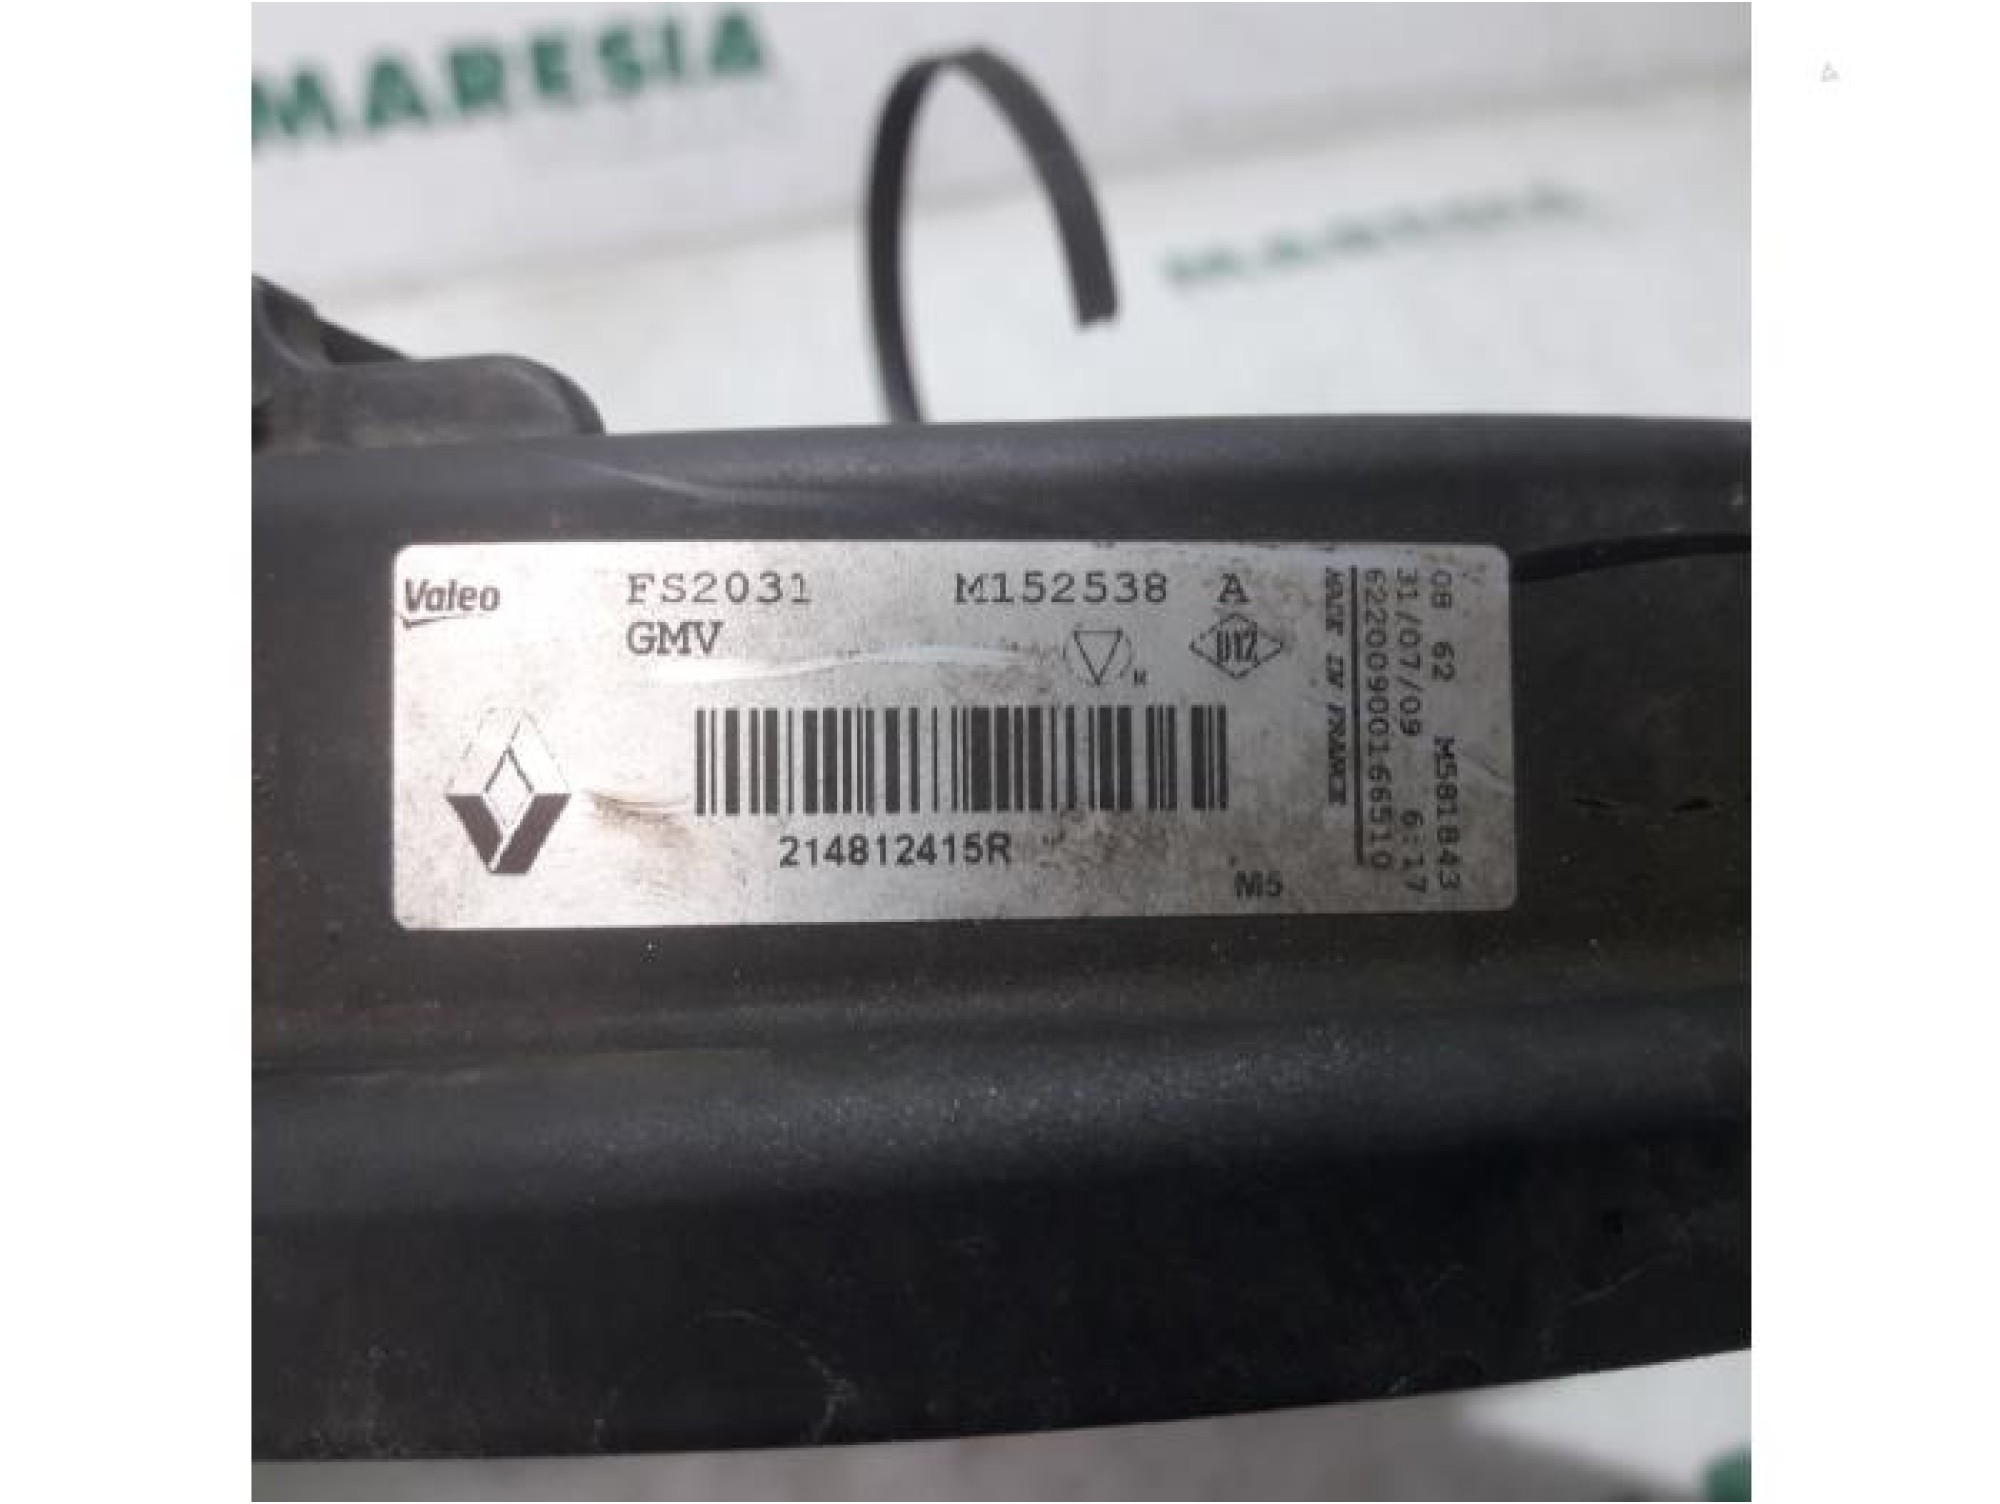 MARESIA
Valeo
FS2031 M152538 A
GMV
214812415R
M5
08 62 M581843
31/07/09 6:17
6220090016651O
MADE IN FRANCE